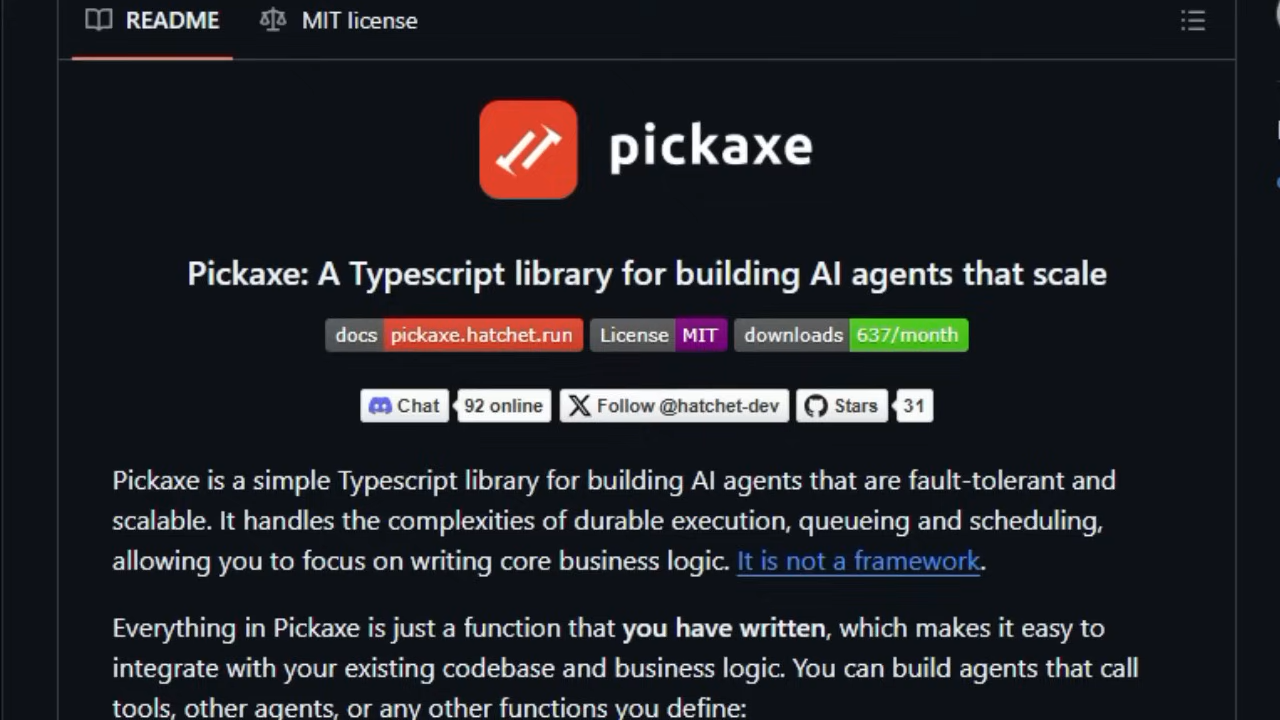 README MIT license
pickaxe
Pickaxe: A Typescript library for building AI agents that scale
docs pickaxe.hatchet.run License MIT downloads 637/month
Chat 92 online Follow @hatchet-dev Stars 31
Pickaxe is a simple Typescript library for building AI agents that are fault-tolerant and
scalable. It handles the complexities of durable execution, queueing and scheduling,
allowing you to focus on writing core business logic. It is not a framework.
Everything in Pickaxe is just a function that you have written, which makes it easy to
integrate with your existing codebase and business logic. You can build agents that call
tools, other agents, or any other functions you define: